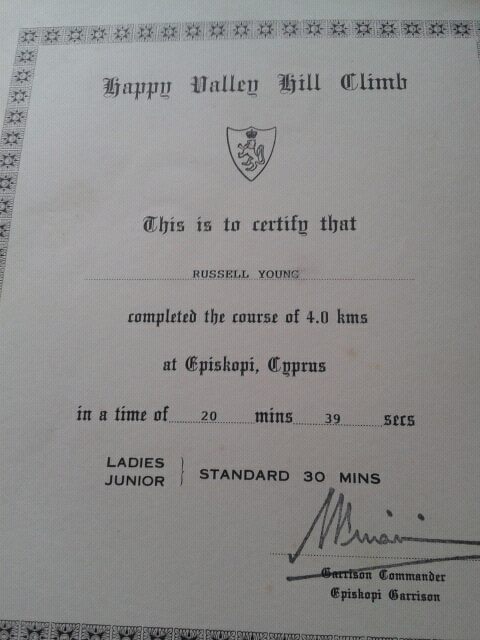 Happy Valley Hill Climb
This is to certify that
RUSSELL YOUNG
completed the course of 4.0 kms
at Episkopi, Cyprus
in a time of 20 mins 39 secs
LADIES
JUNIOR } STANDARD 30 MINS
Garrison Commander
Episkopi Garrison